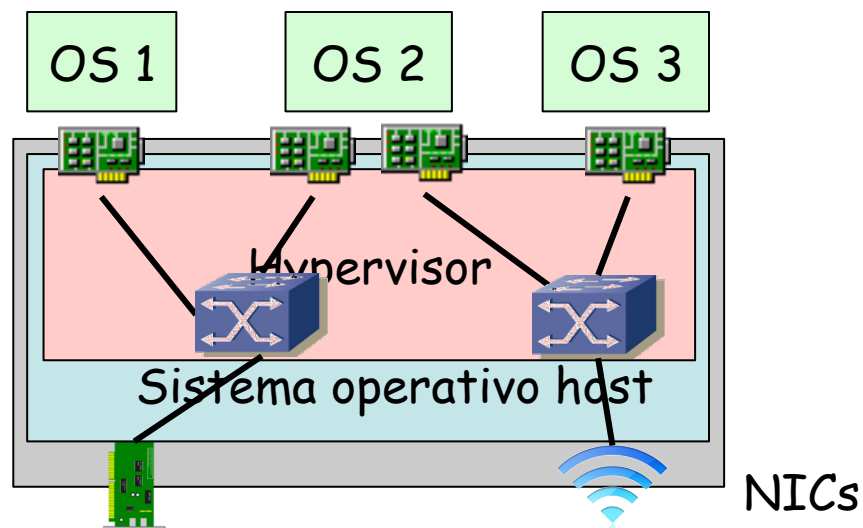 OS 1
OS 2
OS 3
Hypervisor
Sistema operativo host
NICs